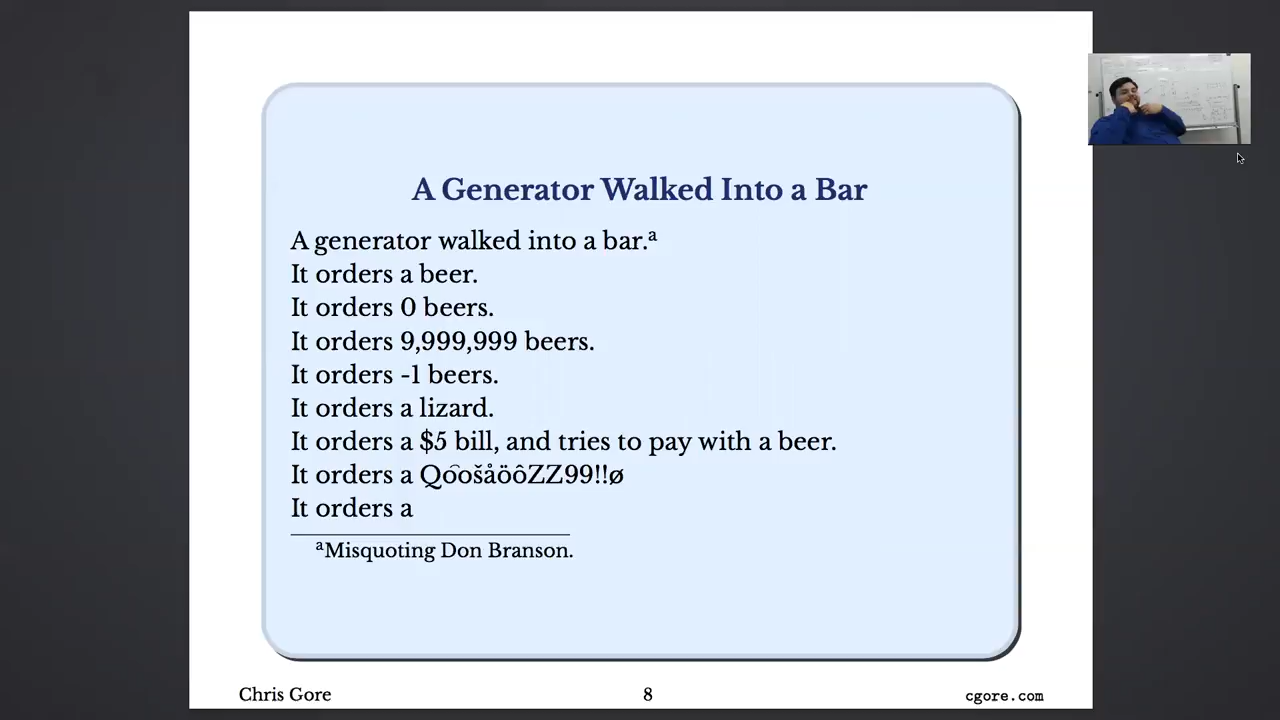 A Generator Walked Into a Bar
A generator walked into a bar.ᵃ
It orders a beer.
It orders 0 beers.
It orders 9,999,999 beers.
It orders -1 beers.
It orders a lizard.
It orders a $5 bill, and tries to pay with a beer.
It orders a Qo͡ošåöôZZ99!!ø
It orders a
ᵃMisquoting Don Branson.
Chris Gore
8
cgore.com